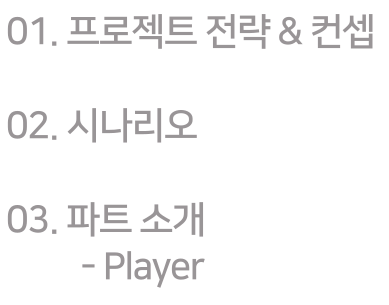 01. 프로젝트 전략 & 컨셉
02. 시나리오
03. 파트 소개
- Player